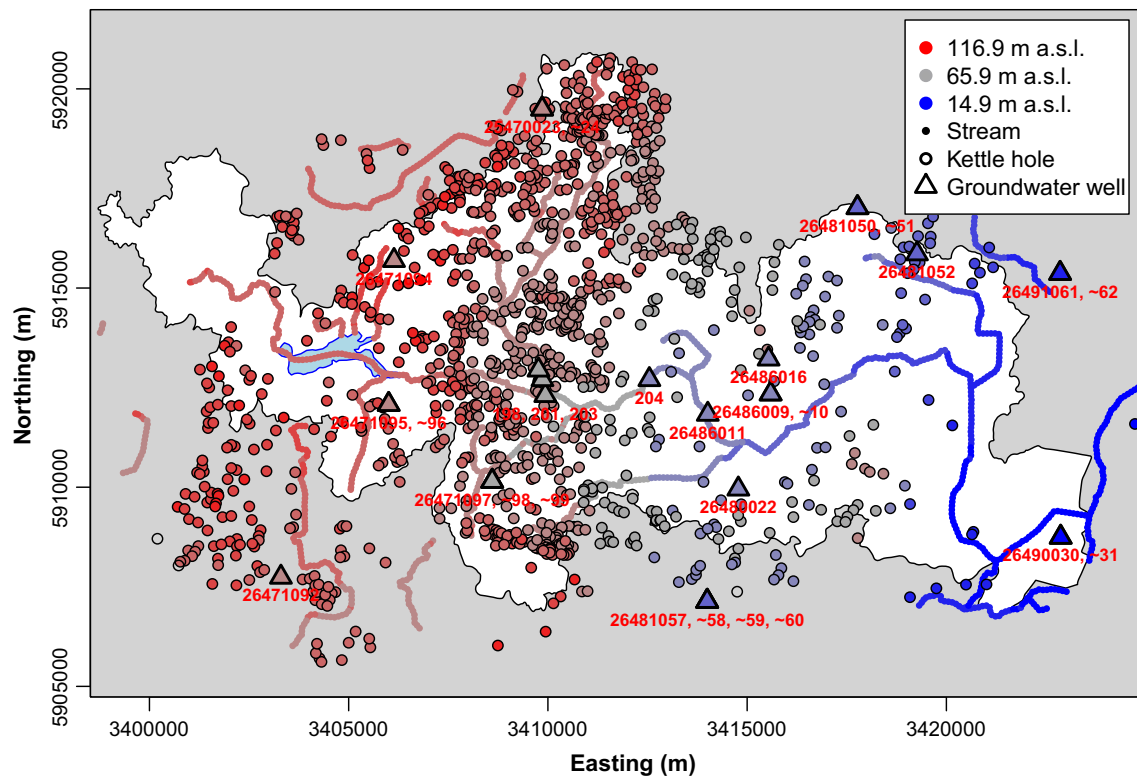 116.9 m a.s.l.
65.9 m a.s.l.
14.9 m a.s.l.
Stream
Kettle hole
Groundwater well
5920000
5915000
5910000
5905000
Northing (m)
26470023, ~24
26481050, ~51
26481052
26491061, ~62
26471094
26486016
204
26486009, ~10
198, 201, 203
26471095, ~96
26486011
26471097, ~98, ~99
26480022
26490030, ~31
26471092
26481057, ~58, ~59, ~60
3400000
3405000
3410000
3415000
3420000
Easting (m)